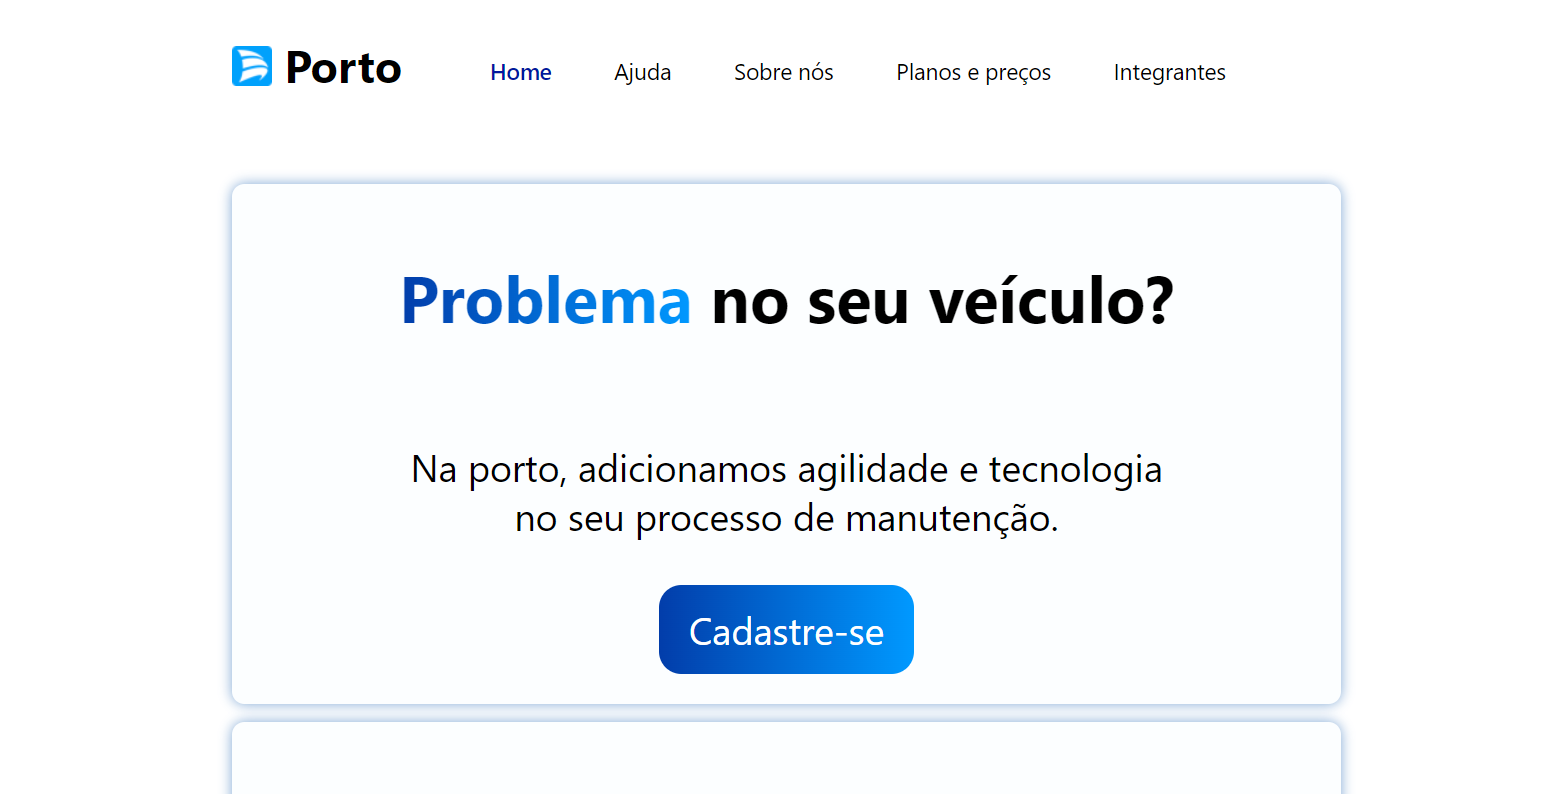 Porto
Home
Ajuda
Sobre nós
Planos e preços
Integrantes
Problema no seu veículo?
Na porto, adicionamos agilidade e tecnologia
no seu processo de manutenção.
Cadastre-se